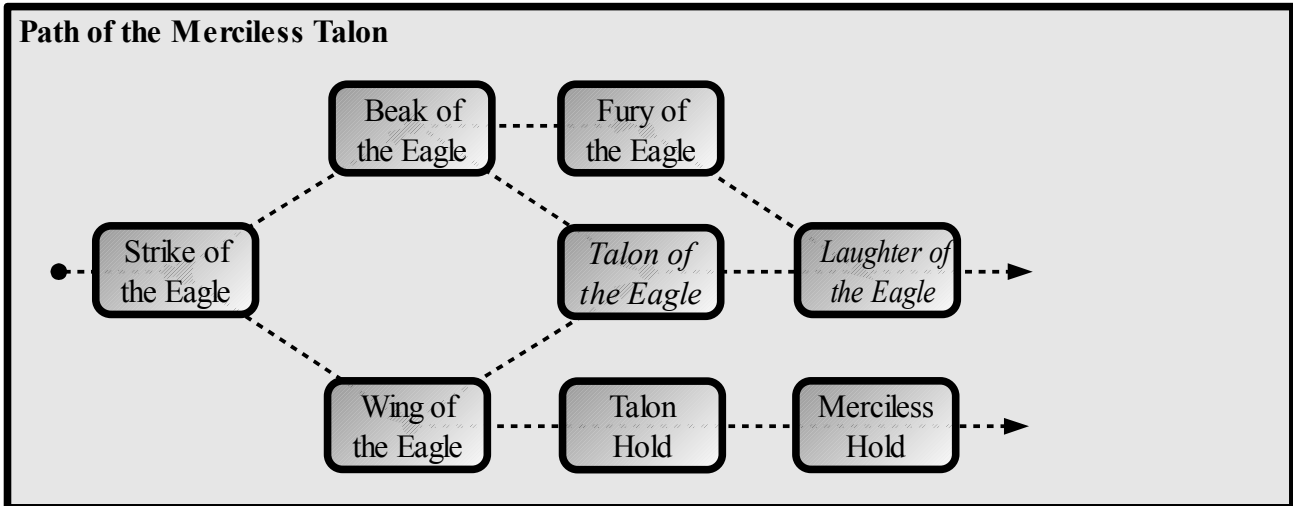 Path of the Merciless Talon
Beak of
the Eagle
Fury of
the Eagle
Strike of
the Eagle
Talon of
the Eagle
Laughter of
the Eagle
Wing of
the Eagle
Talon
Hold
Merciless
Hold